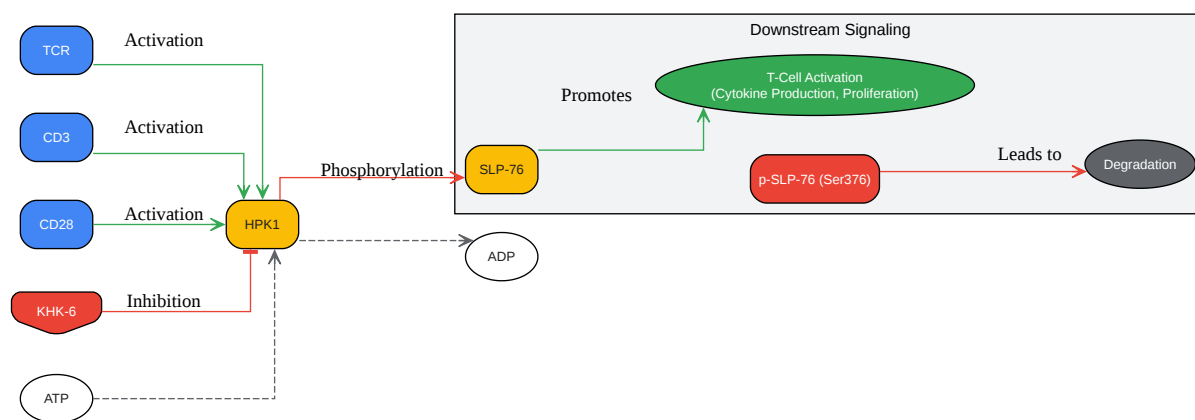 Downstream Signaling
TCR
Activation
T-Cell Activation
(Cytokine Production, Proliferation)
Promotes
CD3
Activation
Phosphorylation
SLP-76
p-SLP-76 (Ser376)
Leads to
Degradation
CD28
Activation
HPK1
ADP
KHK-6
Inhibition
ATP